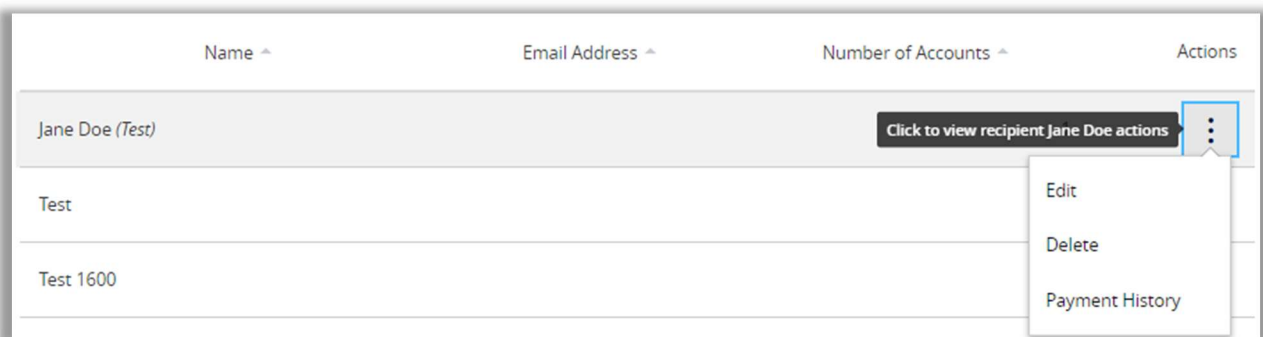 Name Email Address Number of Accounts Actions
Jane Doe (Test) Click to view recipient Jane Doe actions
Edit
Test
Delete
Test 1600
Payment History